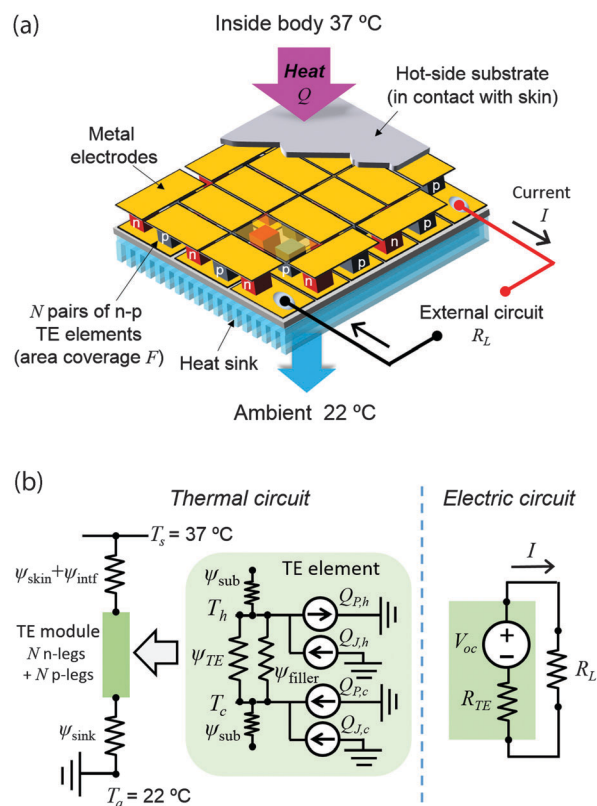 (a)
Inside body 37 ºC
Heat
Q
Hot-side substrate
(in contact with skin)
Metal
electrodes
n
p
n
p
n
p
n
p
n
p
n
p
p
Current
I
N pairs of n-p
TE elements
(area coverage F)
Heat sink
External circuit
R_L
Ambient 22 ºC
(b)
Thermal circuit
Electric circuit
T_s = 37 ºC
ψ_skin+ψ_intf
TE module
N n-legs
+ N p-legs
ψ_sink
T_a = 22 ºC
TE element
ψ_sub
T_h
Q_P,h
Q_J,h
ψ_TE
ψ_filler
T_c
Q_P,c
ψ_sub
Q_J,c
I
V_oc
+
−
R_TE
R_L